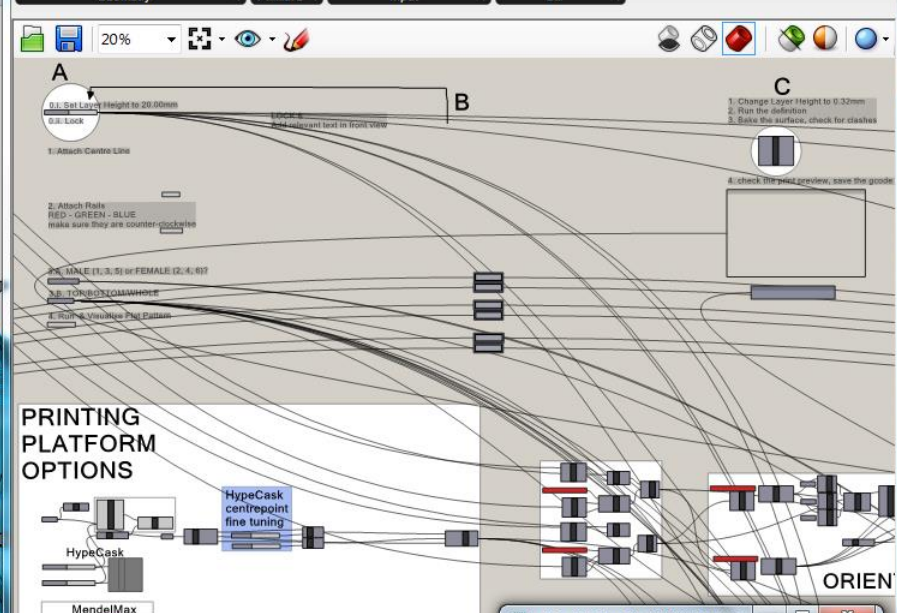 20%
A
B
C
0.i. Set Layer Height to 20.00mm
0.ii. Lock
LOCKS
Add relevant text in front view
1. Change Layer Height to 0.32mm
2. Run the definition
3. Bake the surface, check for clashes
1. Attach Centre Line
4. check the print preview, save the gcode
2. Attach Rails
RED - GREEN - BLUE
make sure they are counter-clockwise
3.A. MALE (1, 3, 5) or FEMALE (2, 4, 6)?
3.B. TOP/BOTTOM/WHOLE
4. Run & Visualise Flat Pattern
PRINTING
PLATFORM
OPTIONS
HypeCask
centrepoint
fine tuning
HypeCask
MendelMax
ORIEN